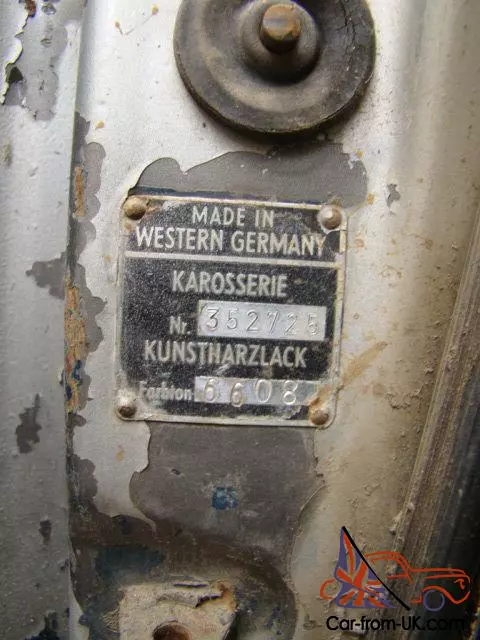 MADE IN
WESTERN GERMANY
KAROSSERIE
Nr. 352725
KUNSTHARZLACK
Farbton 6608
Car-from-UK.com